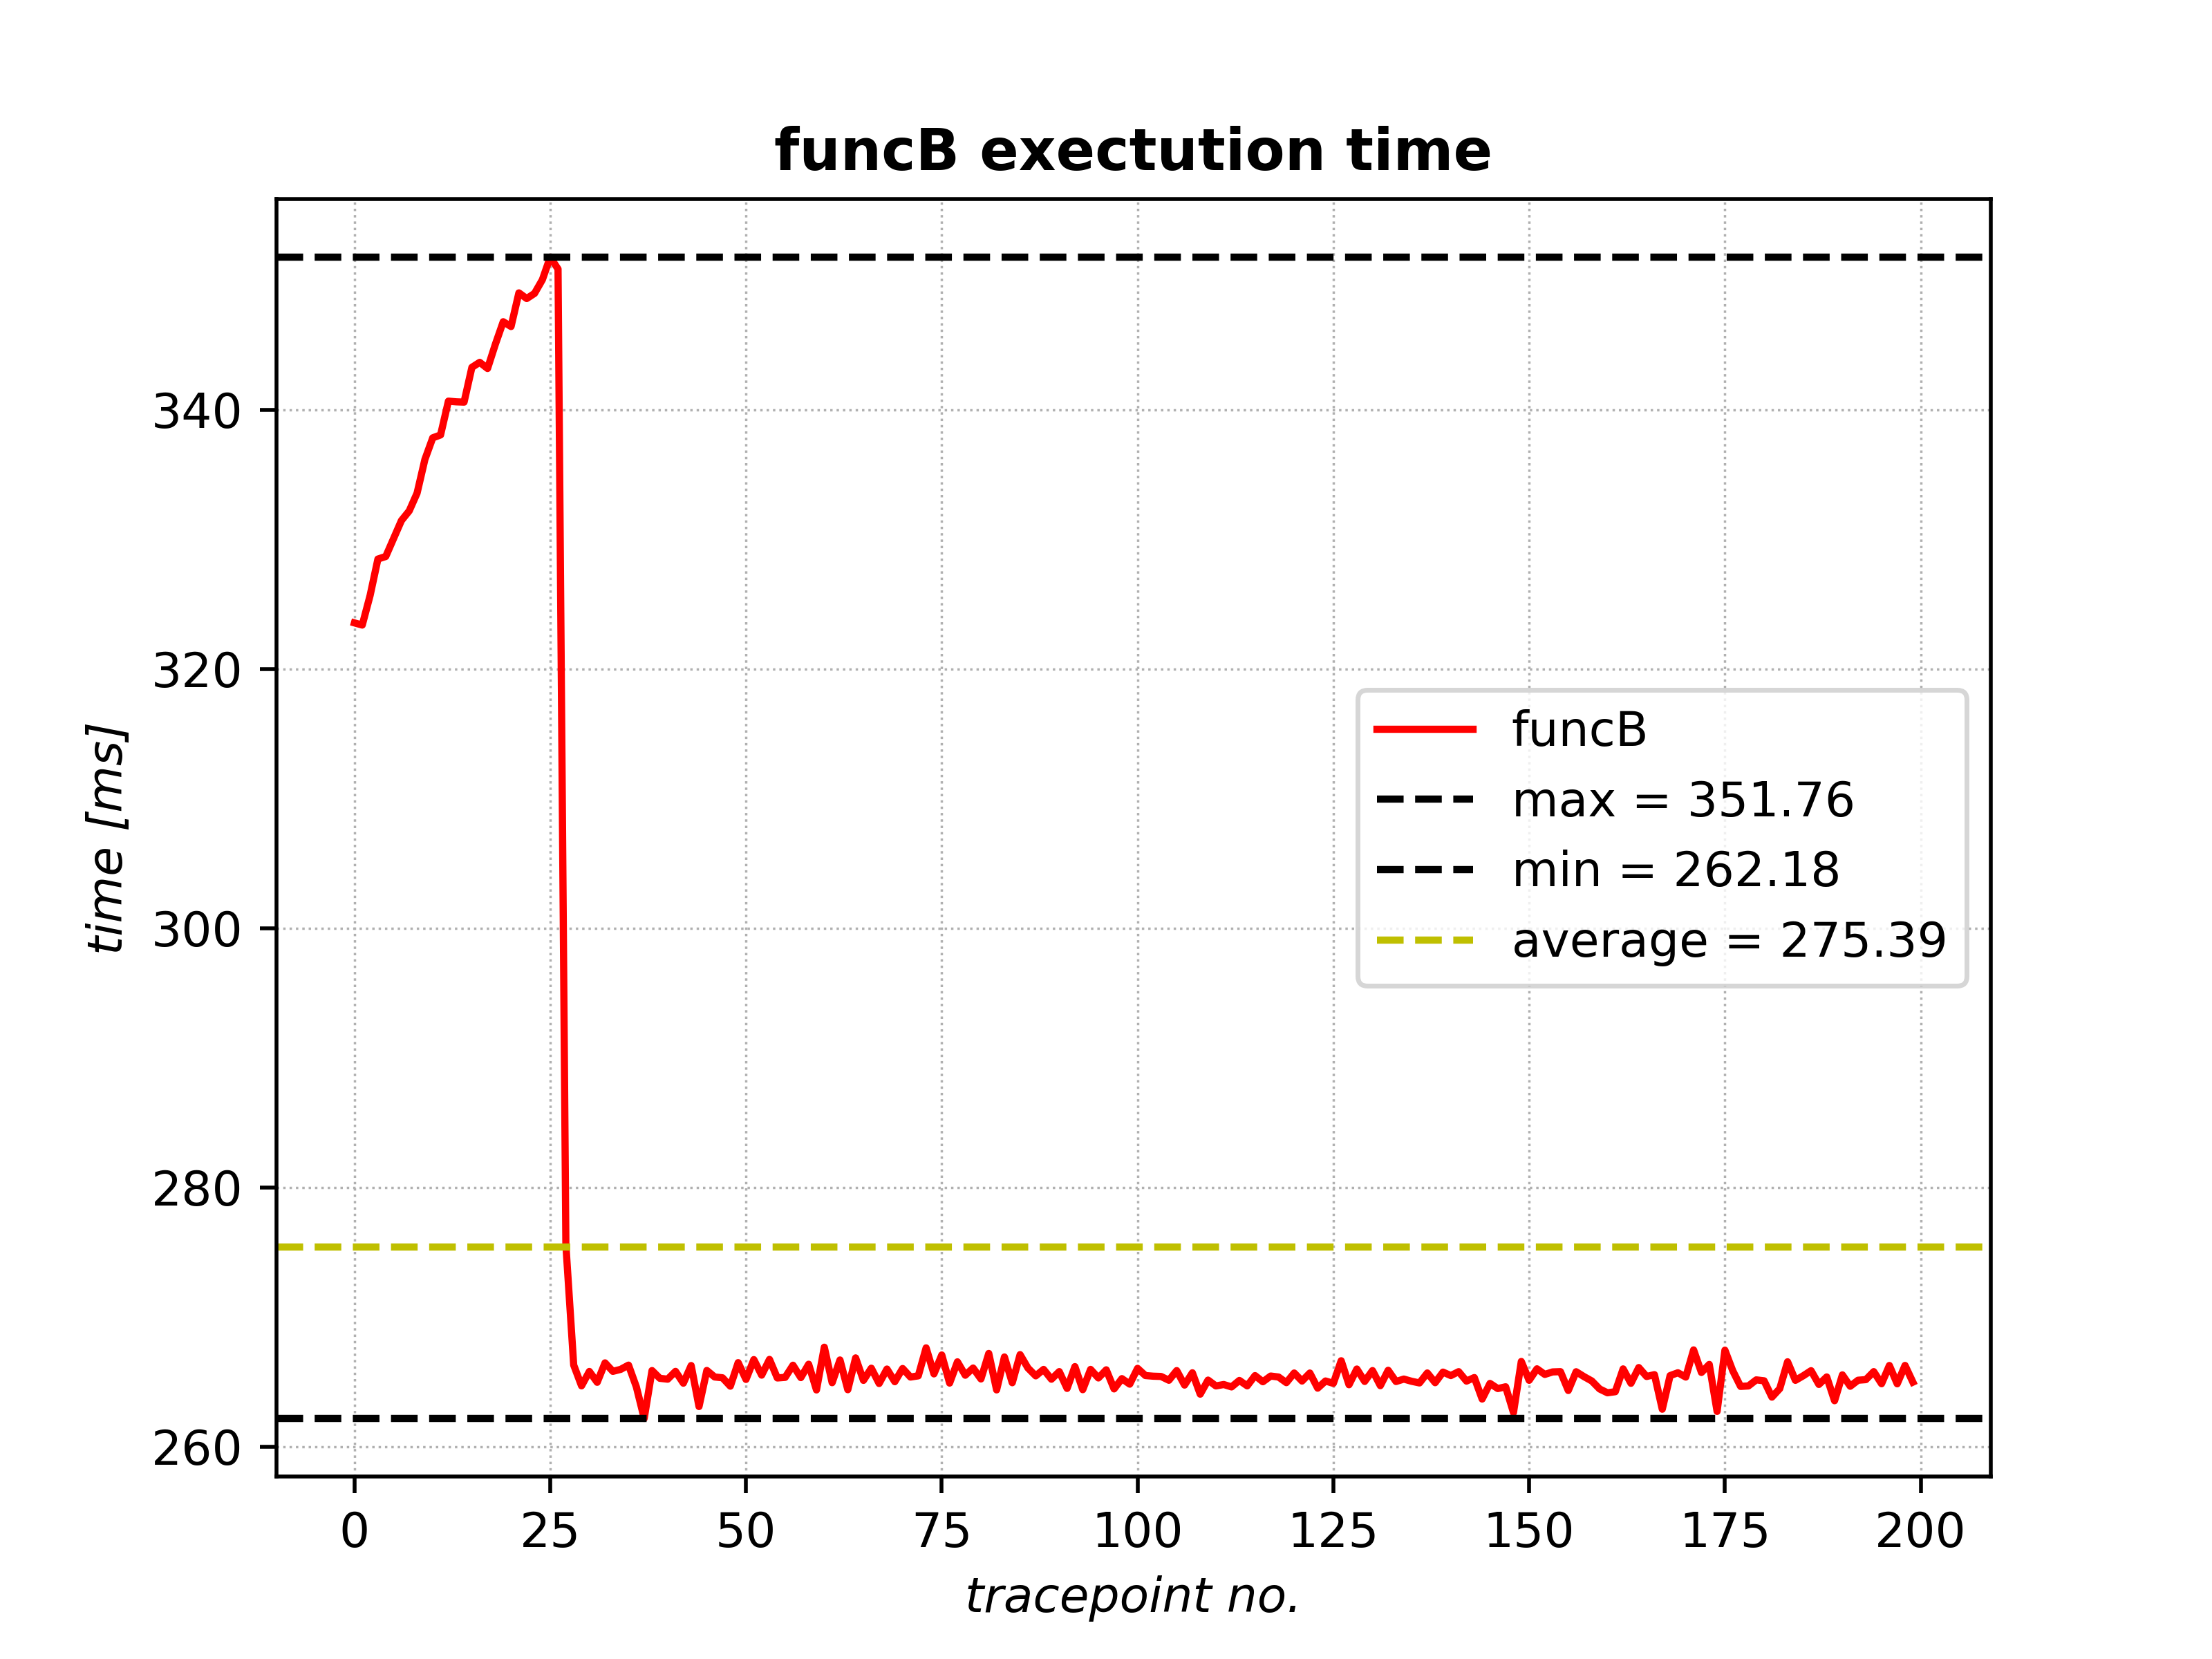 funcB exectution time
340
320
300
280
260
time [ms]
funcB
max = 351.76
min = 262.18
average = 275.39
0 25 50 75 100 125 150 175 200
tracepoint no.